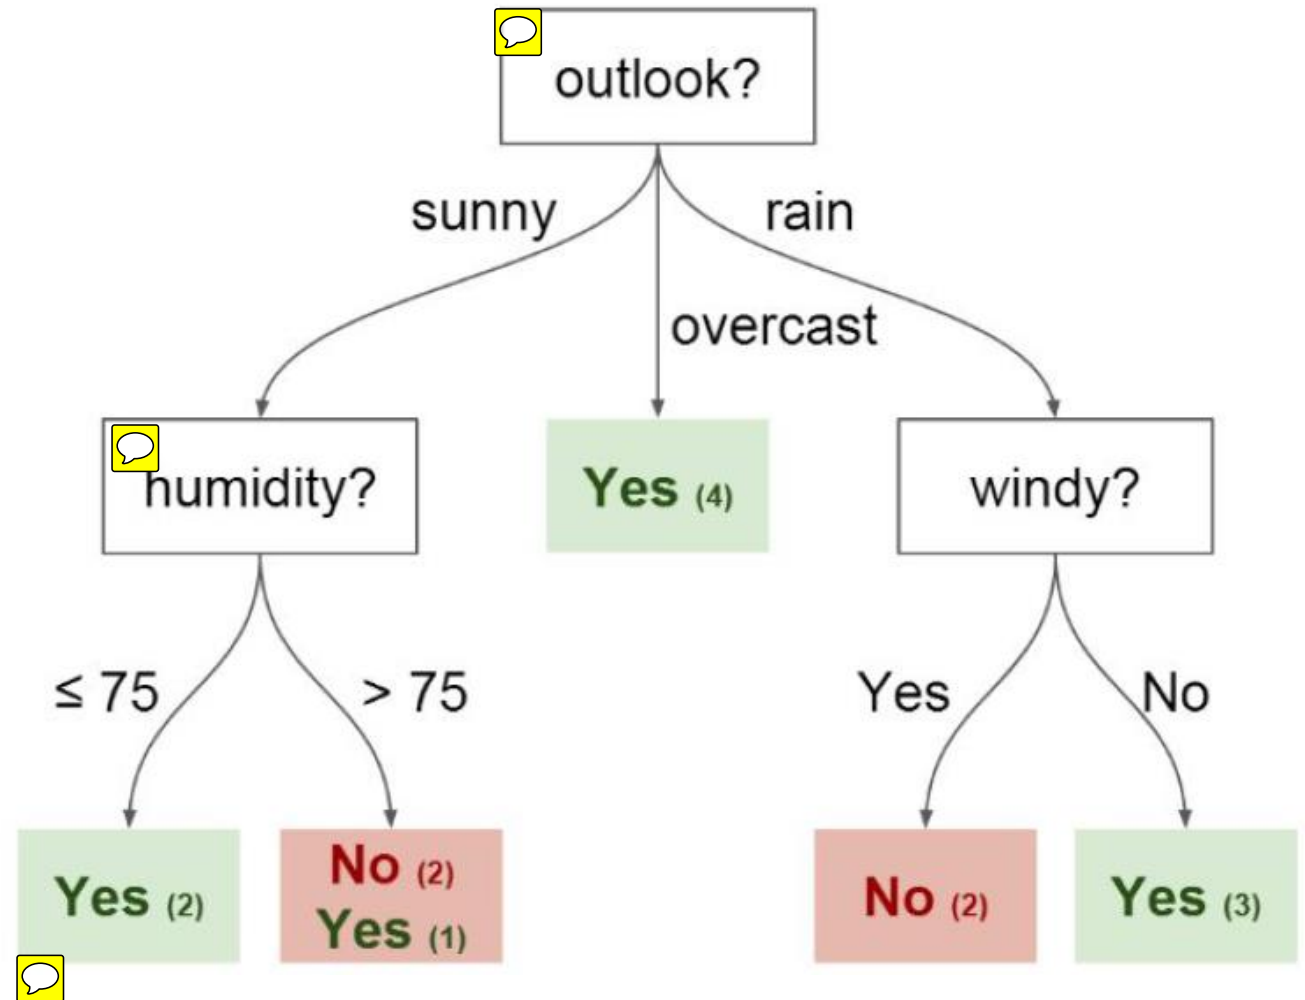 outlook?
sunny
rain
overcast
humidity?
Yes (4)
windy?
≤ 75
> 75
Yes
No
Yes (2)
No (2)
Yes (1)
No (2)
Yes (3)